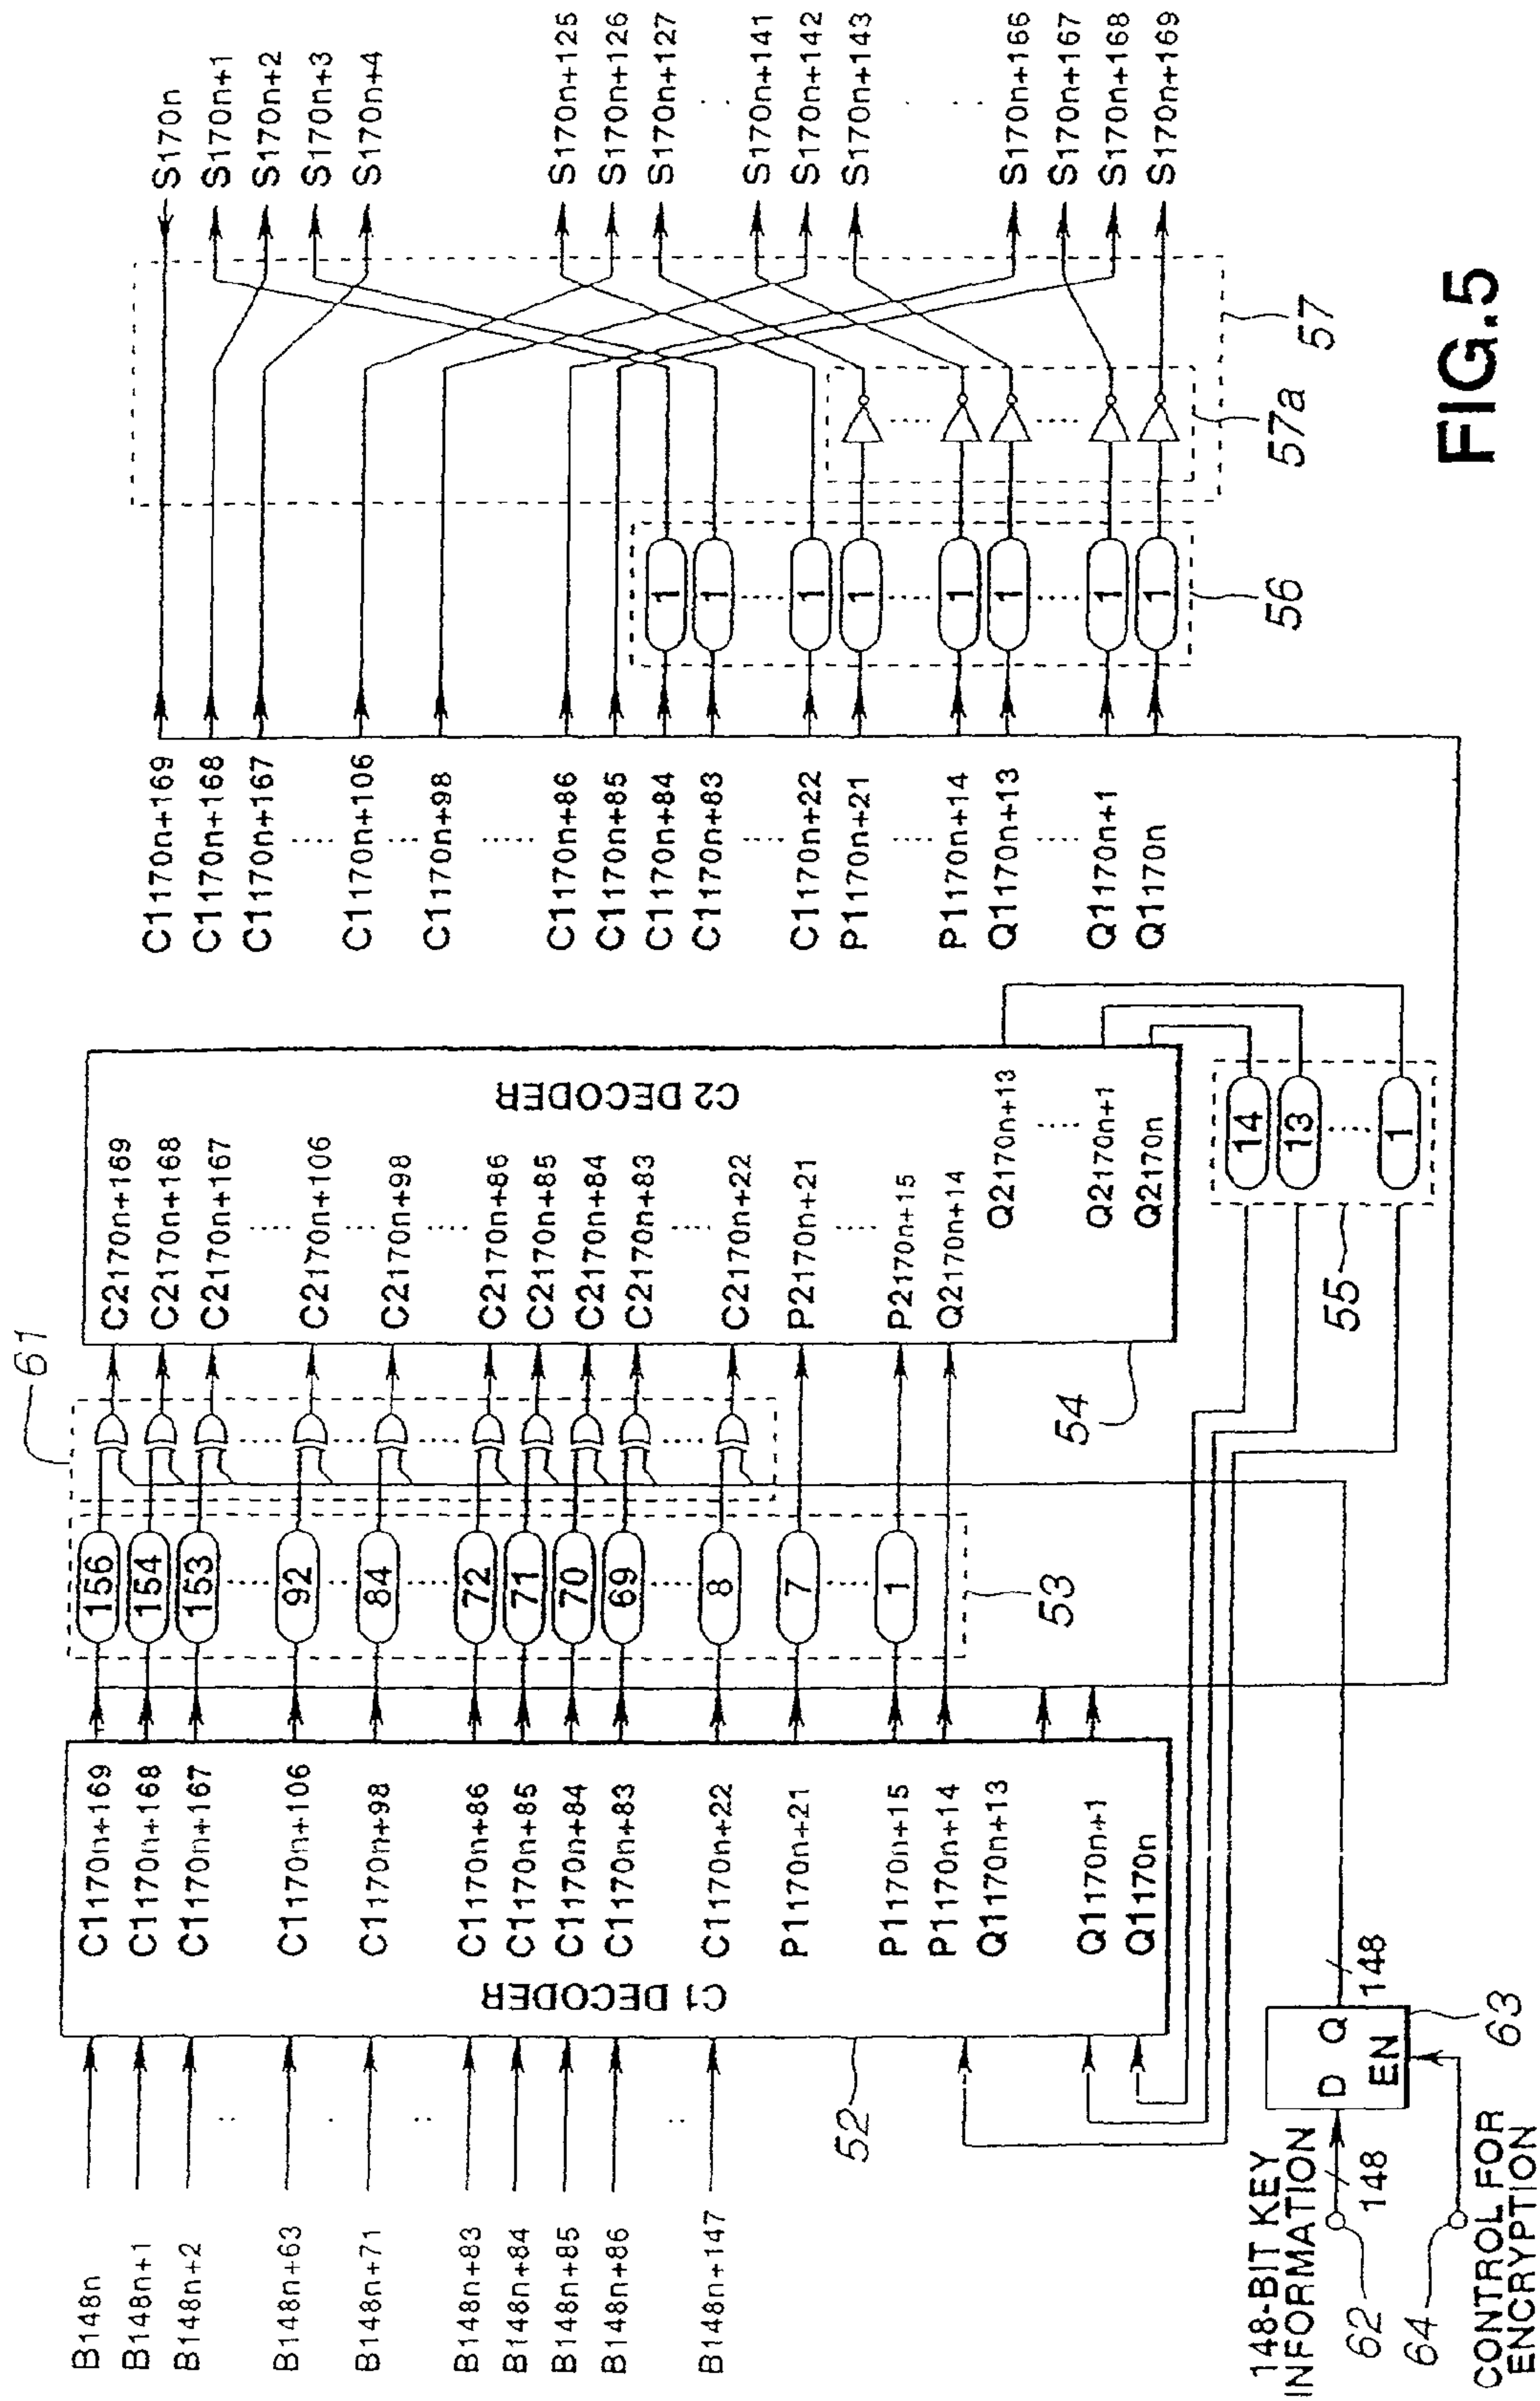 B148n
B148n+1
B148n+2
B148n+63
B148n+71
B148n+83
B148n+84
B148n+85
B148n+86
B148n+147
C1 DECODER
52
C1170n+169
C1170n+168
C1170n+167
C1170n+106
C1170n+98
C1170n+86
C1170n+85
C1170n+84
C1170n+83
C1170n+22
P1170n+21
P1170n+15
P1170n+14
Q1170n+13
Q1170n+1
Q1170n
156
154
153
92
84
72
71
70
69
8
7
1
53
61
C2170n+169
C2170n+168
C2170n+167
C2170n+106
C2170n+98
C2170n+86
C2170n+85
C2170n+84
C2170n+83
C2170n+22
P2170n+21
P2170n+15
Q2170n+14
Q2170n+13
Q2170n+1
Q2170n
C2 DECODER
54
14
13
1
55
148-BIT KEY
INFORMATION
62
148
D Q
EN
148
63
64
CONTROL FOR
ENCRYPTION
C1170n+169
C1170n+168
C1170n+167
C1170n+106
C1170n+98
C1170n+86
C1170n+85
C1170n+84
C1170n+83
C1170n+22
P1170n+21
P1170n+14
Q1170n+13
Q1170n+1
Q1170n
1
1
1
1
1
1
1
1
56
57a
57
S170n
S170n+1
S170n+2
S170n+3
S170n+4
S170n+125
S170n+126
S170n+127
S170n+141
S170n+142
S170n+143
S170n+166
S170n+167
S170n+168
S170n+169
FIG.5